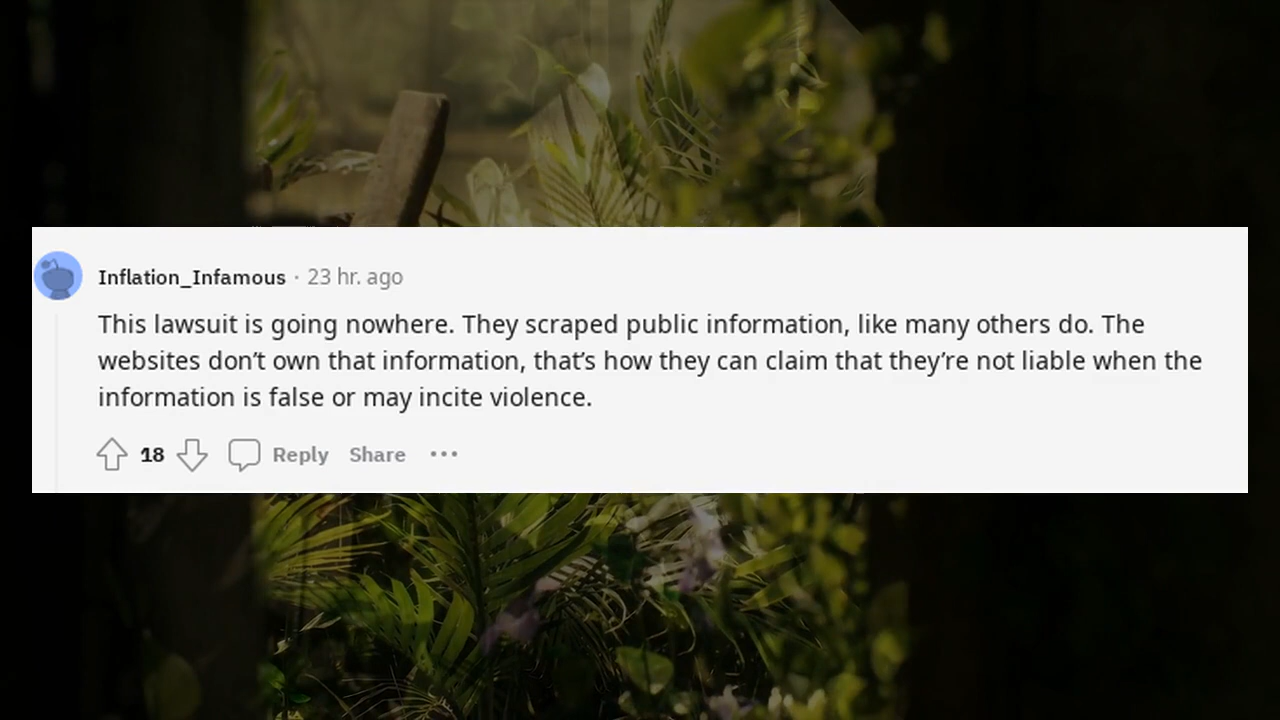 Inflation_Infamous · 23 hr. ago
This lawsuit is going nowhere. They scraped public information, like many others do. The
websites don’t own that information, that’s how they can claim that they’re not liable when the
information is false or may incite violence.
18 Reply Share ···